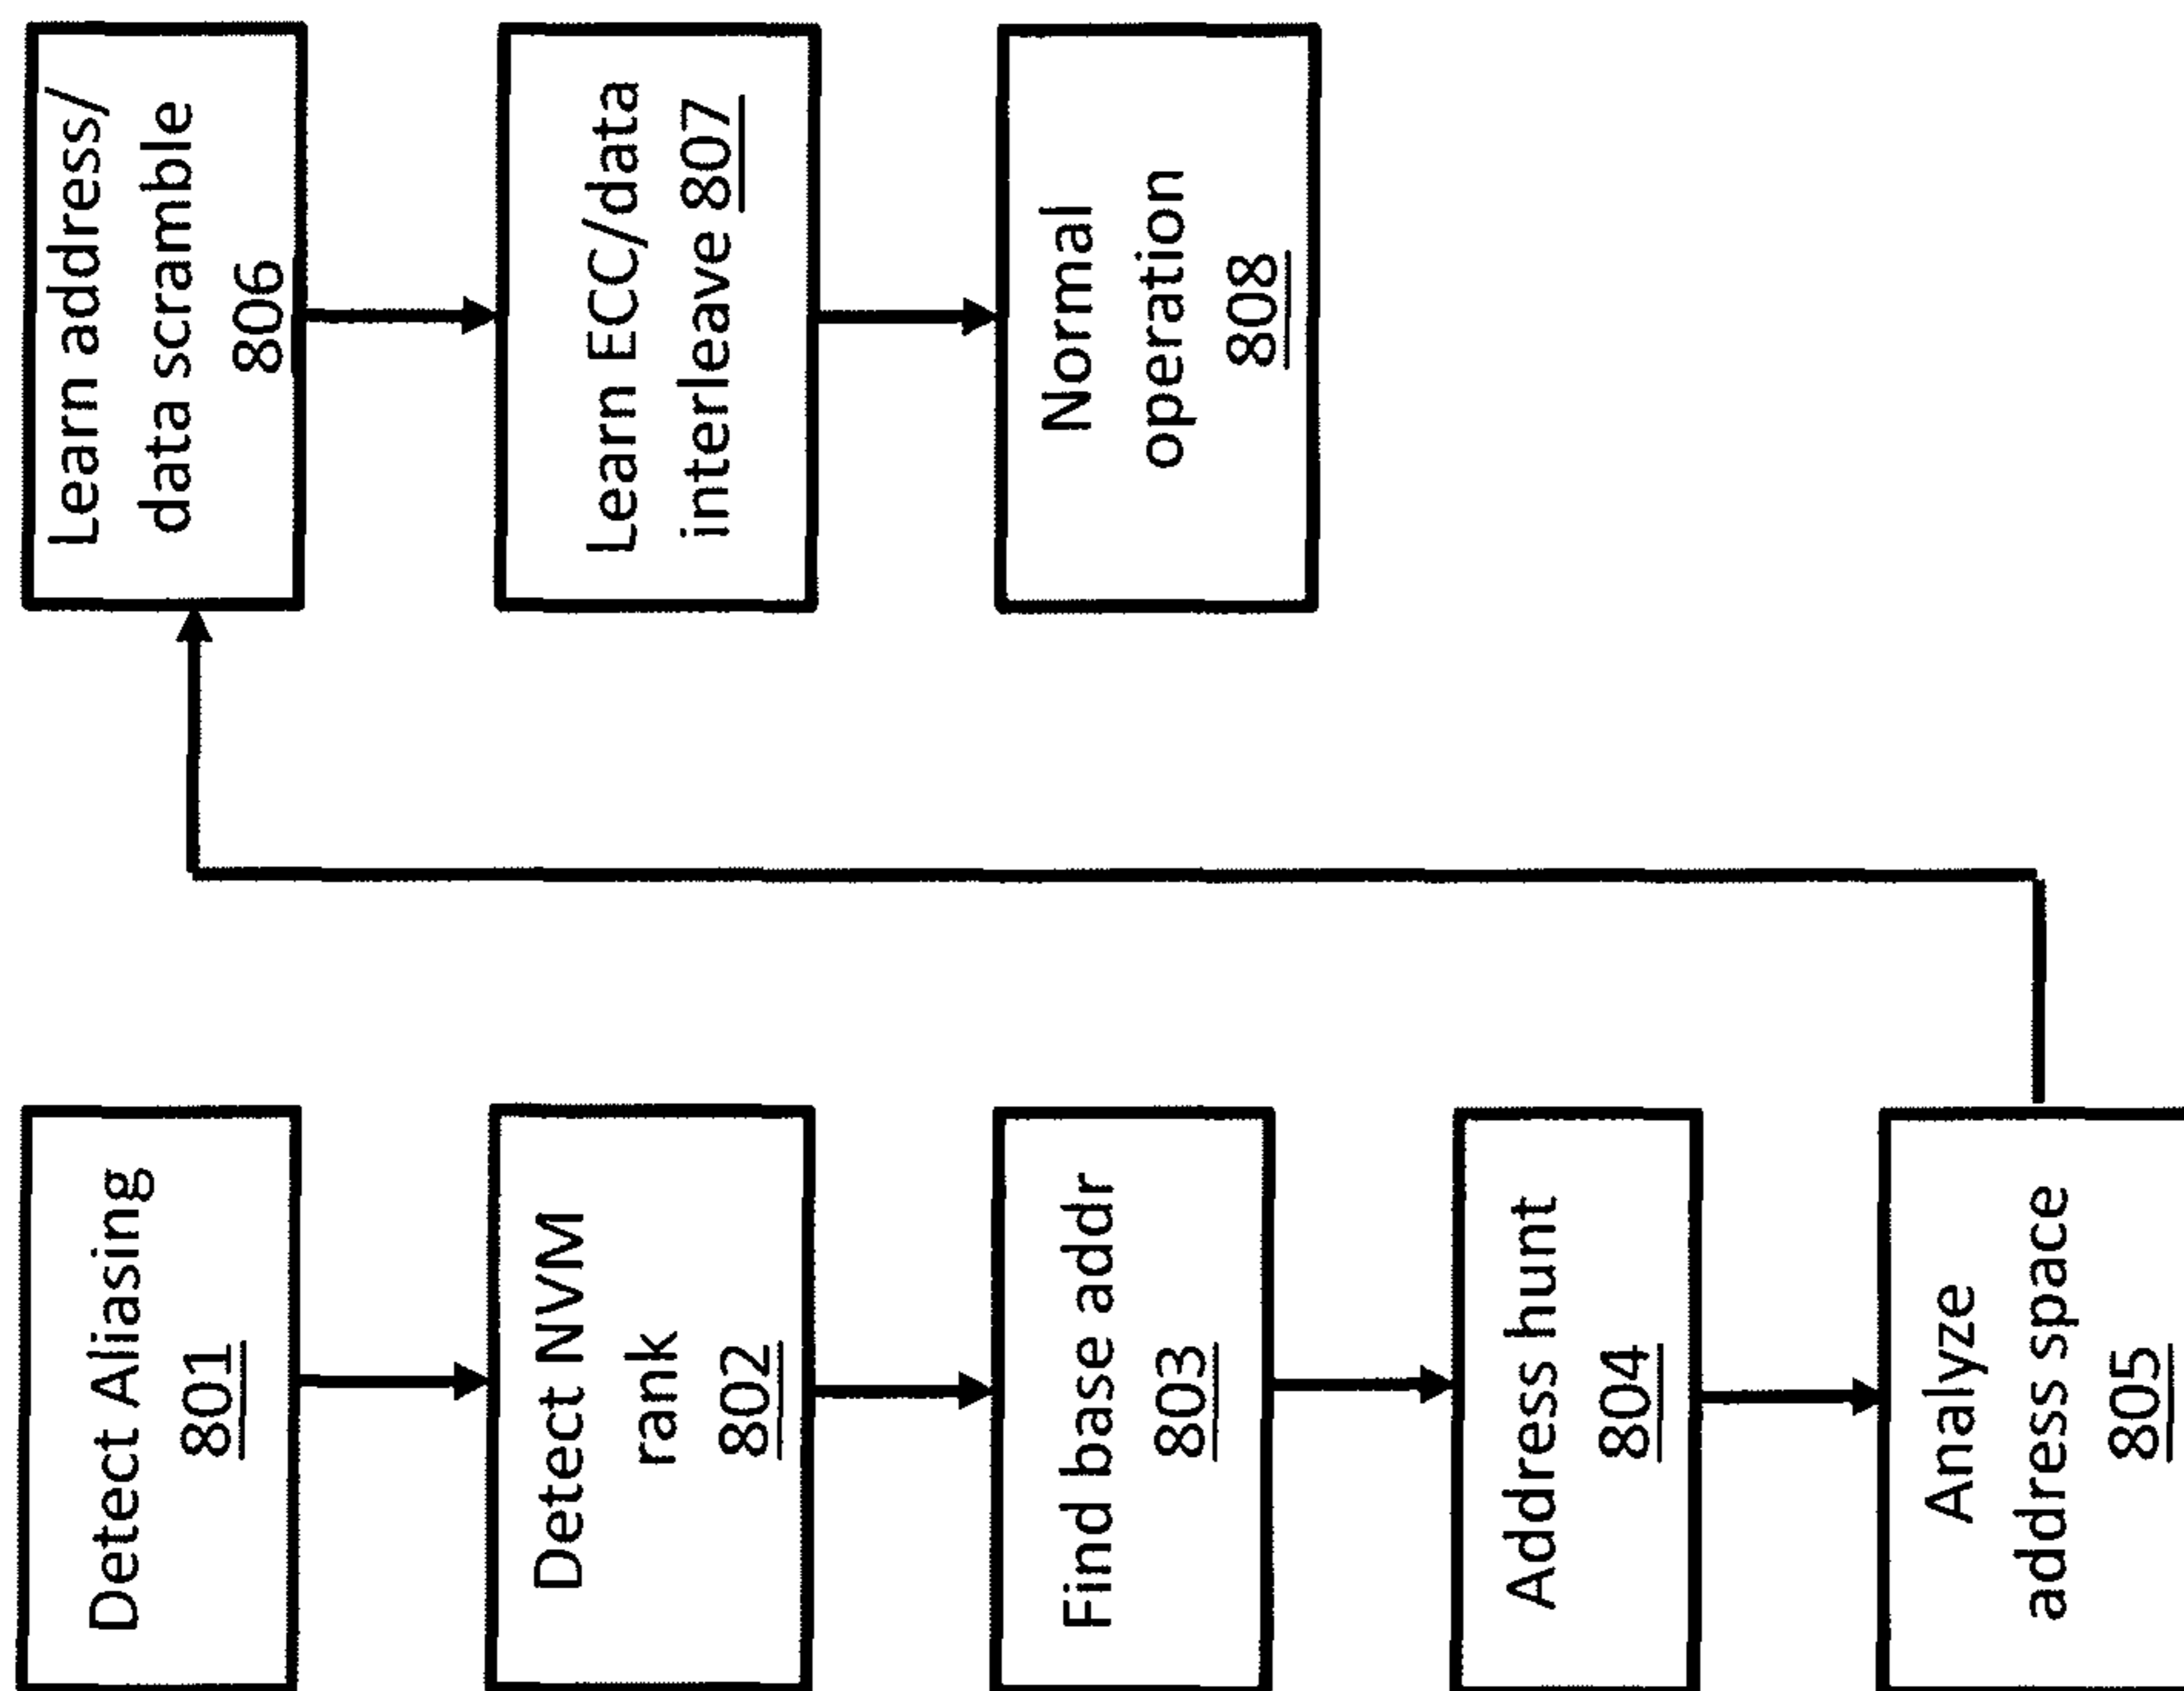 Detect Aliasing
801
Detect NVM
rank
802
Find base addr
803
Address hunt
804
Analyze
address space
805
Learn address/
data scramble
806
Learn ECC/data
interleave 807
Normal
operation
808